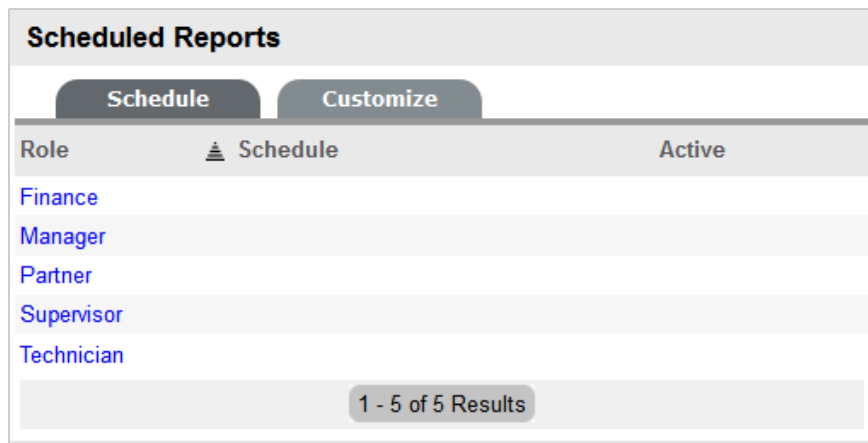 Scheduled Reports
Schedule Customize
Role Schedule Active
Finance
Manager
Partner
Supervisor
Technician
1 - 5 of 5 Results